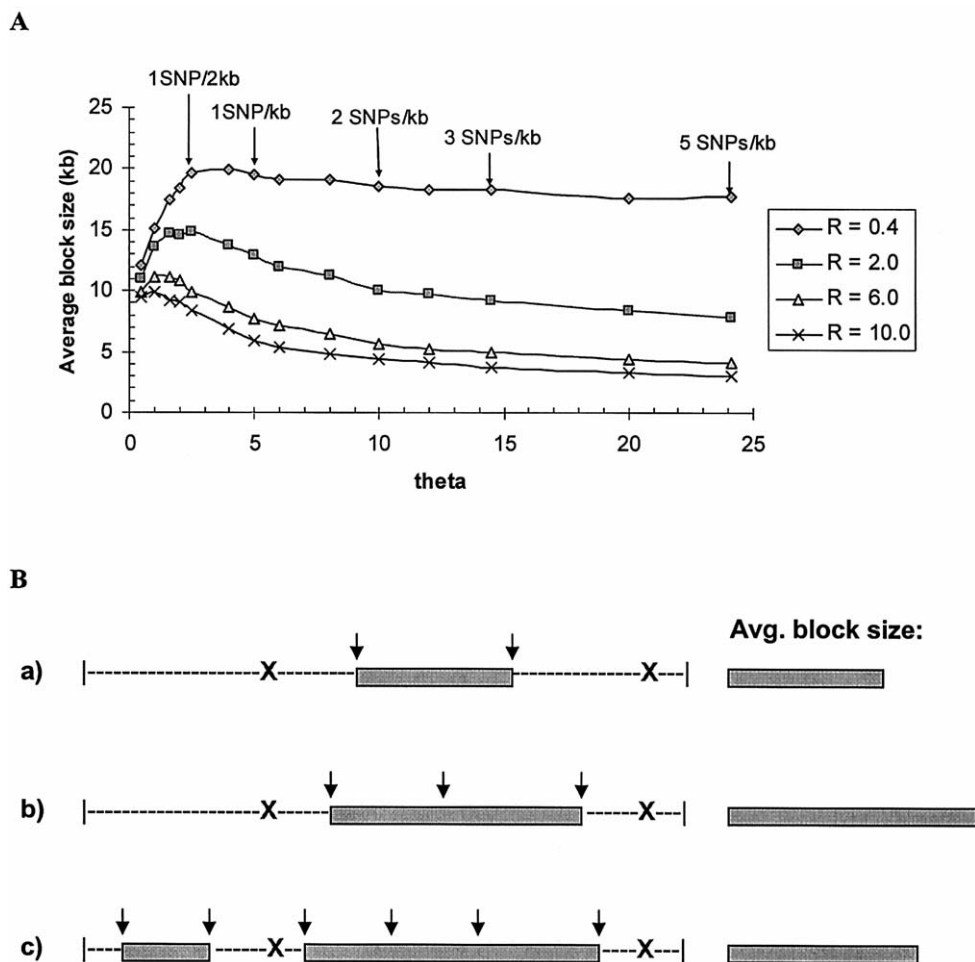 A
1SNP/2kb
1SNP/kb
2 SNPs/kb
3 SNPs/kb
5 SNPs/kb
25
20
15
10
5
0
Average block size (kb)
0 5 10 15 20 25
theta
R = 0.4
R = 2.0
R = 6.0
R = 10.0
B
Avg. block size:
a)
X X
b)
X X
c)
X X